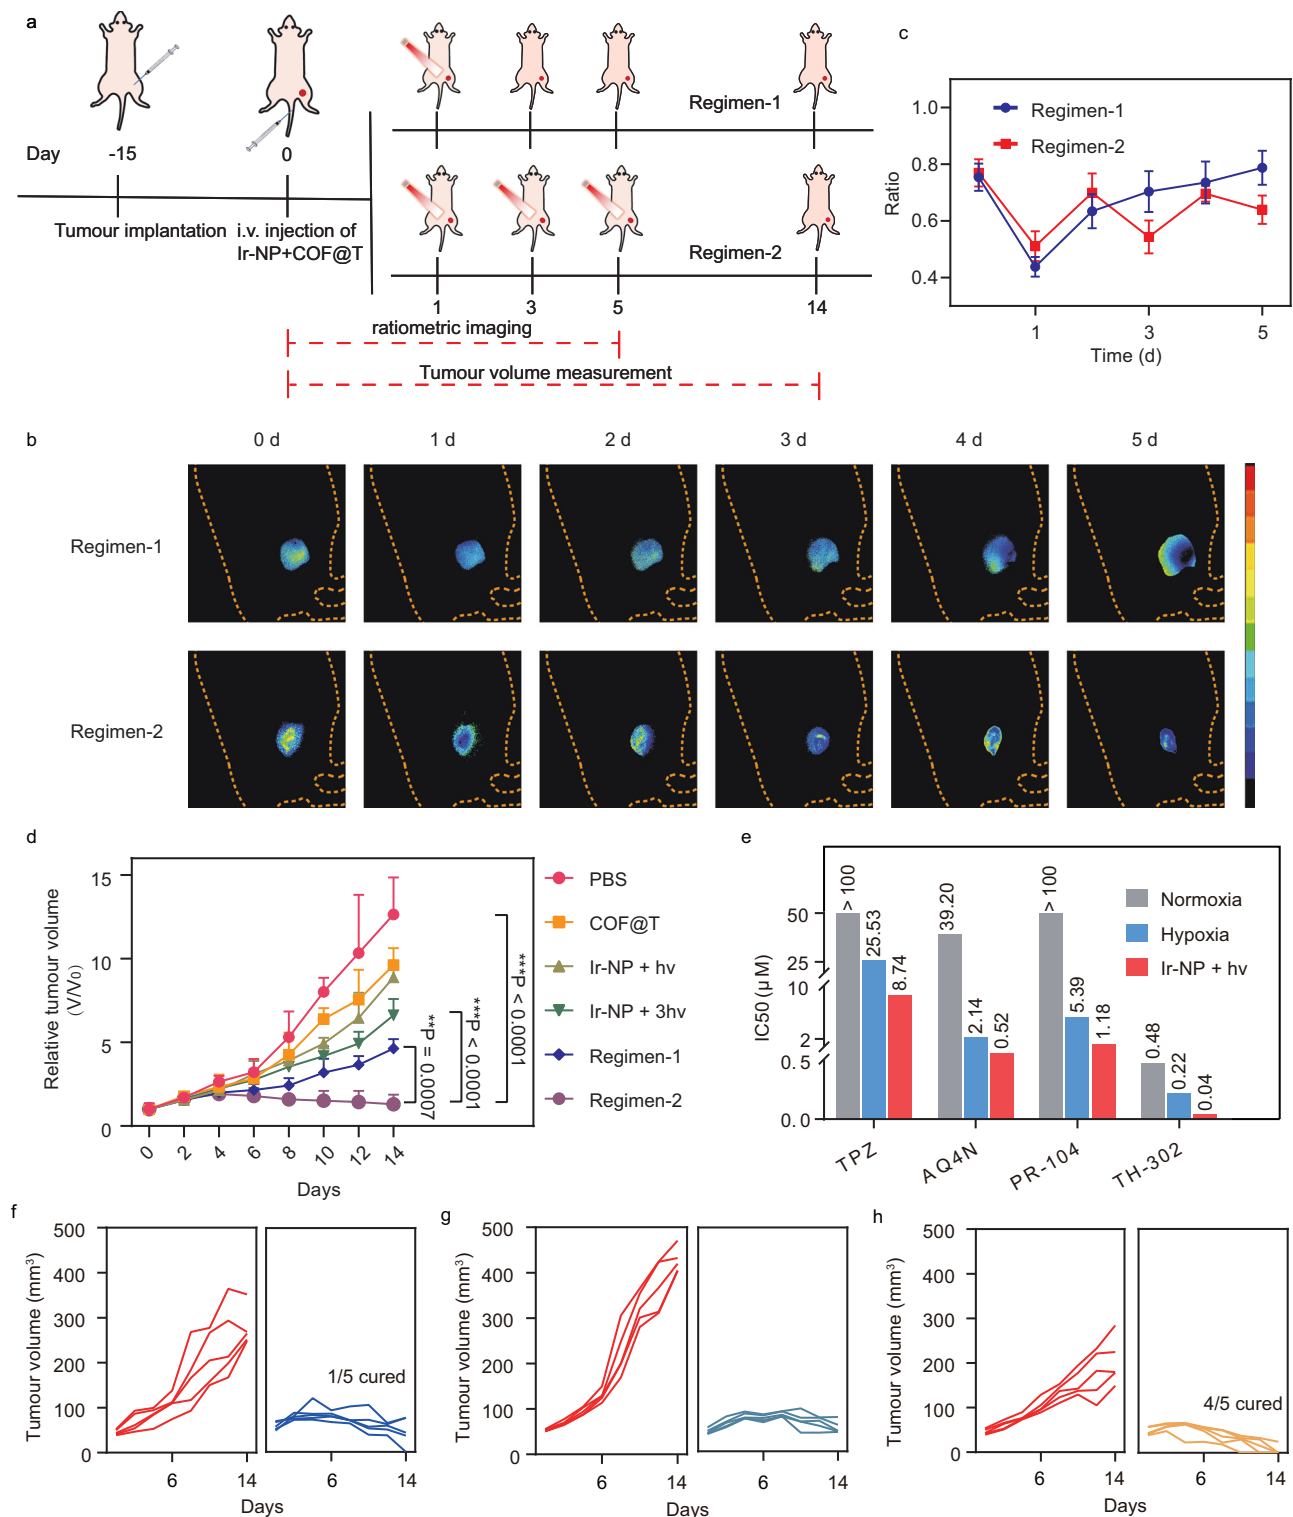 a
Day
-15
0
Tumour implantation
i.v. injection of
Ir-NP+COF@T
Regimen-1
Regimen-2
1
3
5
14
ratiometric imaging
Tumour volume measurement
c
Ratio
1.0
0.8
0.6
0.4
Regimen-1
Regimen-2
1
3
5
Time (d)
b
0 d
1 d
2 d
3 d
4 d
5 d
Regimen-1
Regimen-2
d
Relative tumour volume
(V/V₀)
15
10
5
0
0
2
4
6
8
10
12
14
Days
**P = 0.0007
***P < 0.0001
***P < 0.0001
PBS
COF@T
Ir-NP + hv
Ir-NP + 3hv
Regimen-1
Regimen-2
e
IC50 (μM)
50
25
10
2
0.5
0.0
> 100
25.53
8.74
39.20
2.14
0.52
> 100
5.39
1.18
0.48
0.22
0.04
Normoxia
Hypoxia
Ir-NP + hv
TPZ
AQ4N
PR-104
TH-302
f
Tumour volume (mm³)
500
400
300
200
100
0
1/5 cured
6
14
6
14
Days
g
Tumour volume (mm³)
500
400
300
200
100
0
6
14
6
14
Days
h
Tumour volume (mm³)
500
400
300
200
100
0
4/5 cured
6
14
6
14
Days